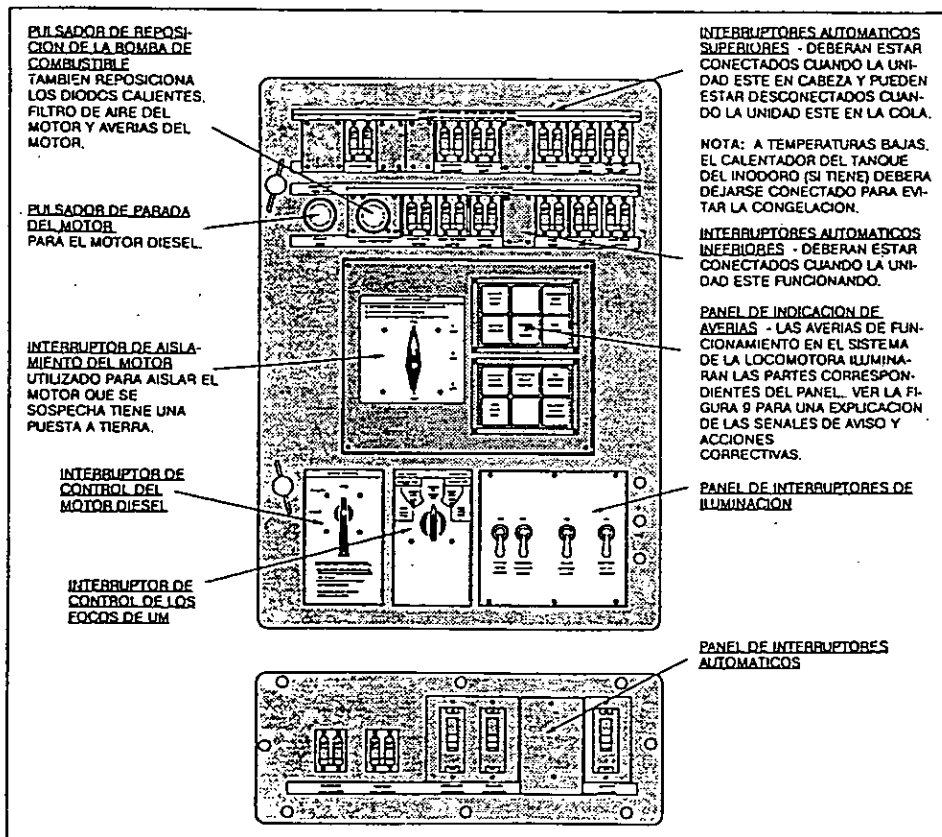 PULSADOR DE REPOSI-
CION DE LA BOMBA DE
COMBUSTIBLE
TAMBIEN REPOSICIONA
LOS DIODOS CALIENTES,
FILTRO DE AIRE DEL
MOTOR Y AVERIAS DEL
MOTOR.
PULSADOR DE PARADA
DEL MOTOR
PARA EL MOTOR DIESEL.
INTERRUPTOR DE AISLA-
MIENTO DEL MOTOR
UTILIZADO PARA AISLAR EL
MOTOR QUE SE
SOSPECHA TIENE UNA
PUESTA A TIERRA.
INTERRUPTOR DE
CONTROL DEL
MOTOR DIESEL
INTERRUPTOR DE
CONTROL DE LOS
FOCOS DE UM
INTERRUPTORES AUTOMATICOS
SUPERIORES - DEBERAN ESTAR
CONECTADOS CUANDO LA UNI-
DAD ESTE EN CABEZA Y PUEDEN
ESTAR DESCONECTADOS CUAN-
DO LA UNIDAD ESTE EN LA COLA.
NOTA: A TEMPERATURAS BAJAS,
EL CALENTADOR DEL TANQUE
DEL INODORO (SI TIENE) DEBERA
DEJARSE CONECTADO PARA EVI-
TAR LA CONGELACION.
INTERRUPTORES AUTOMATICOS
INFERIORES - DEBERAN ESTAR
CONECTADOS CUANDO LA UNI-
DAD ESTE FUNCIONANDO.
PANEL DE INDICACION DE
AVERIAS - LAS AVERIAS DE FUN-
CIONAMIENTO EN EL SISTEMA
DE LA LOCOMOTORA ILUMINA-
RAN LAS PARTES CORRESPON-
DIENTES DEL PANEL. VER LA FI-
GURA 9 PARA UNA EXPLICACION
DE LAS SENALES DE AVISO Y
ACCIONES
CORRECTIVAS.
PANEL DE INTERRUPTORES DE
ILUMINACION
PANEL DE INTERRUPTORES
AUTOMATICOS